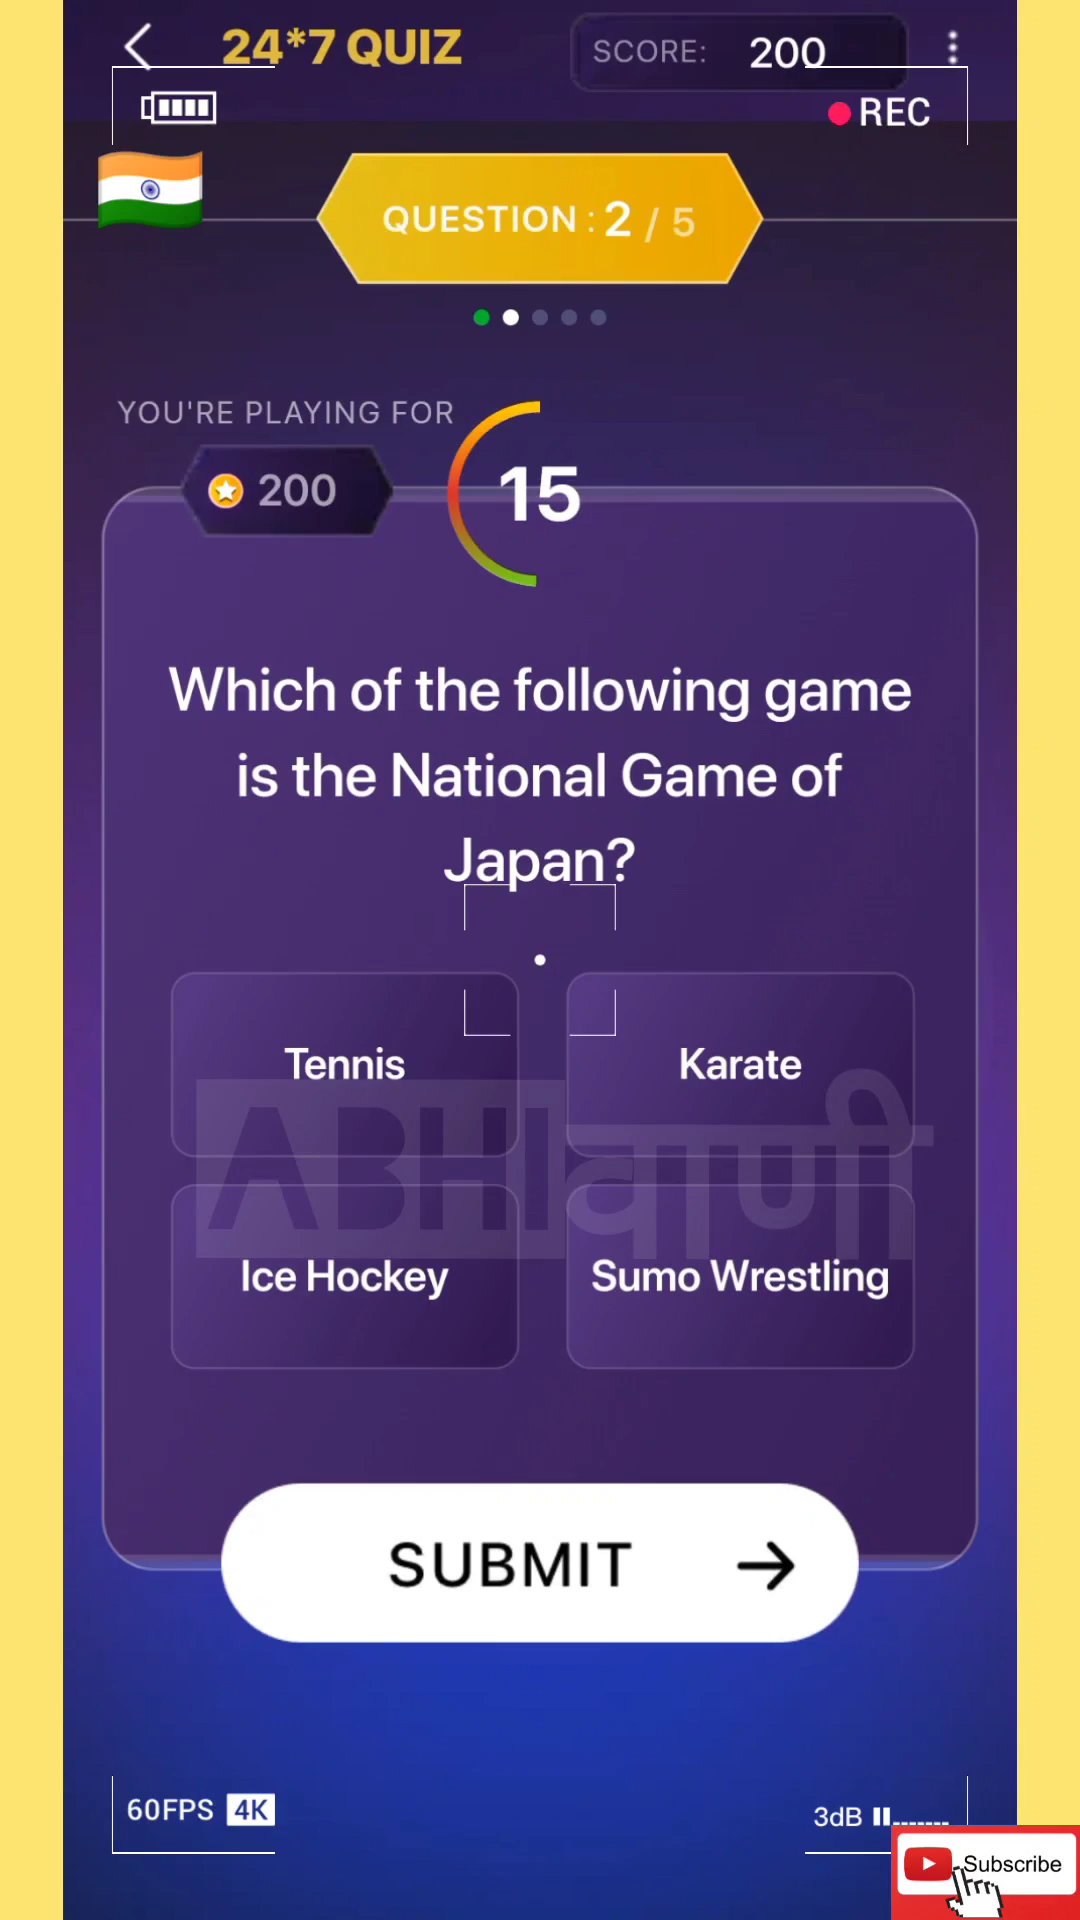 24*7 QUIZ
SCORE: 200
REC
QUESTION : 2 / 5
YOU'RE PLAYING FOR
200
15
Which of the following game
is the National Game of
Japan?
Tennis
Karate
ABHIवाणी
Ice Hockey
Sumo Wrestling
SUBMIT
60FPS 4K
3dB
Subscribe